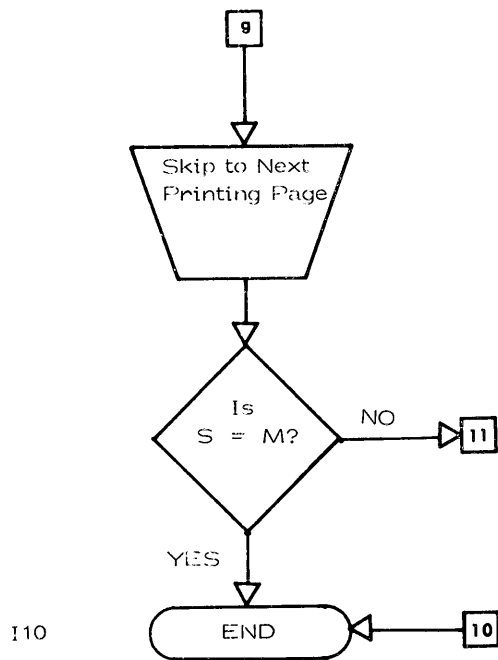 9
Skip to Next
Printing Page
Is
S = M?
NO
11
YES
I10
END
10